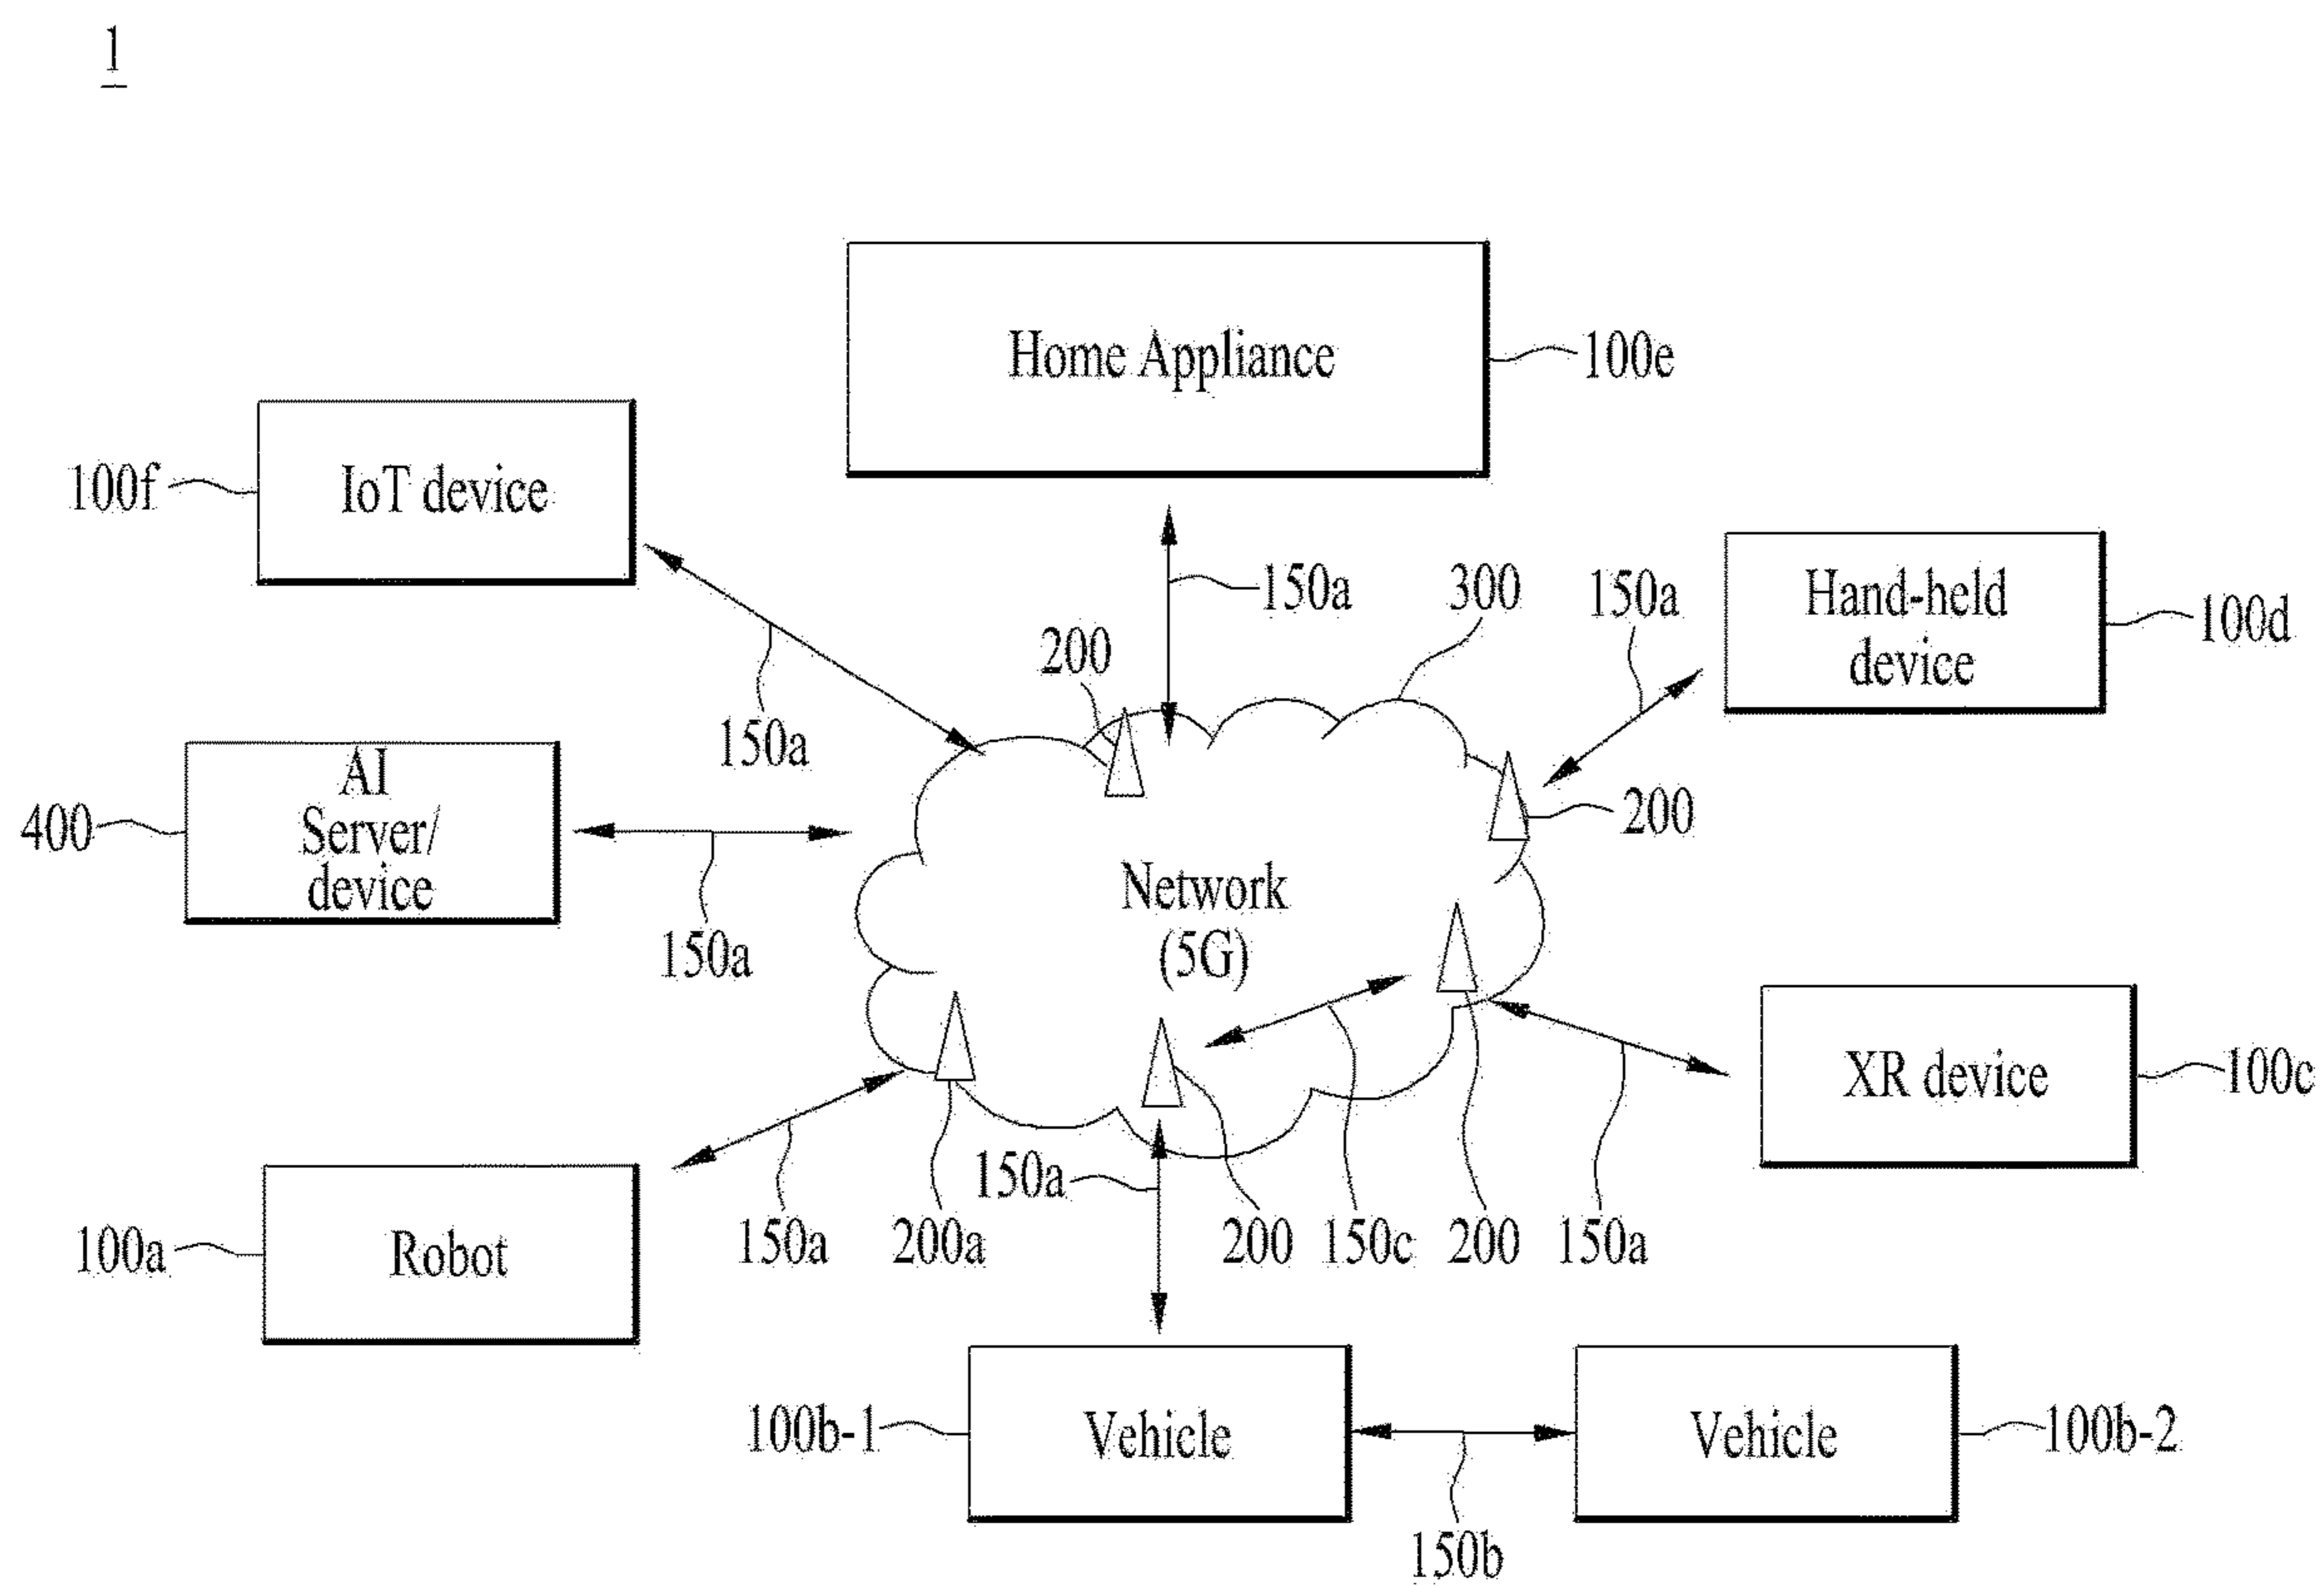 1
Home Appliance
100e
IoT device
100f
150a
300
150a
Hand-held
device
100d
200
150a
AI
Server/
device
400
200
150a
Network
(5G)
XR device
100c
150a
Robot
100a
150a
200a
200
150c
200
150a
100b-1
Vehicle
Vehicle
100b-2
150b